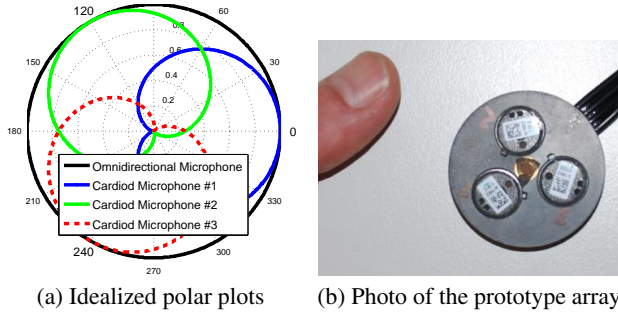 120
60
0.8
0.6
150
30
0.4
0.2
180
0
Omnidirectional Microphone
Cardiod Microphone #1
Cardiod Microphone #2
Cardiod Microphone #3
210
330
240
300
270
(a) Idealized polar plots
(b) Photo of the prototype array